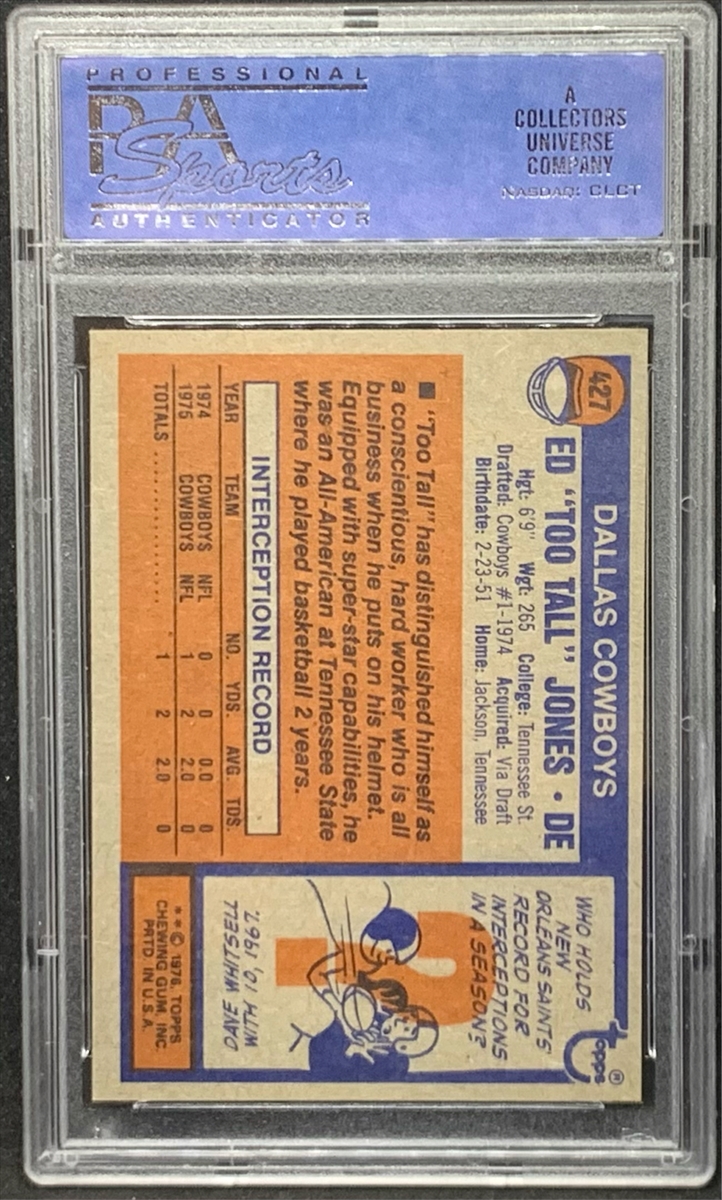 PROFESSIONAL
PSA
Sports
AUTHENTICATOR
A
COLLECTORS
UNIVERSE
COMPANY
NASDAQ: CLCT
427
DALLAS COWBOYS
ED "TOO TALL" JONES • DE
Hgt: 6'9" Wgt: 265 College: Tennessee St.
Drafted: Cowboys #1-1974 Acquired: Via Draft
Birthdate: 2-23-51 Home: Jackson, Tennessee
■ "Too Tall" has distinguished himself as
a conscientious, hard worker who is all
business when he puts on his helmet.
Equipped with super-star capabilities, he
was an All-American at Tennessee State
where he played basketball 2 years.
INTERCEPTION RECORD
YEAR TEAM NO. YDS. AVG. TDS.
1974 COWBOYS NFL 0 0 0.0 0
1975 COWBOYS NFL 1 2 2.0 0
TOTALS 1 2 2.0 0
topps ®
WHO HOLDS
NEW
ORLEANS SAINTS'
RECORD FOR
INTERCEPTIONS
IN A SEASON?
?
DAVE WHITSELL
WITH 10, 1967.
* * © 1976, TOPPS
CHEWING GUM, INC.
PRTD. IN U.S.A.